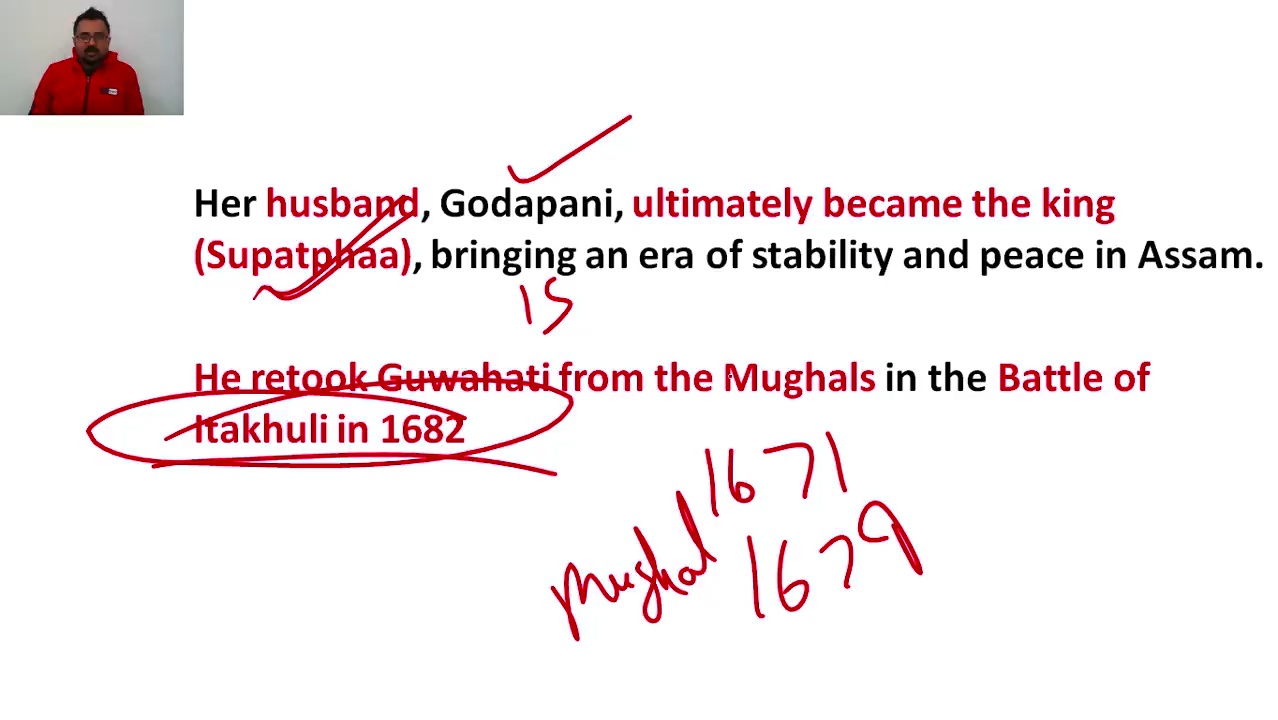 Her husband, Godapani, ultimately became the king
(Supatphaa), bringing an era of stability and peace in Assam.
15
He retook Guwahati from the Mughals in the Battle of
Itakhuli in 1682
1671
Mughal 1679